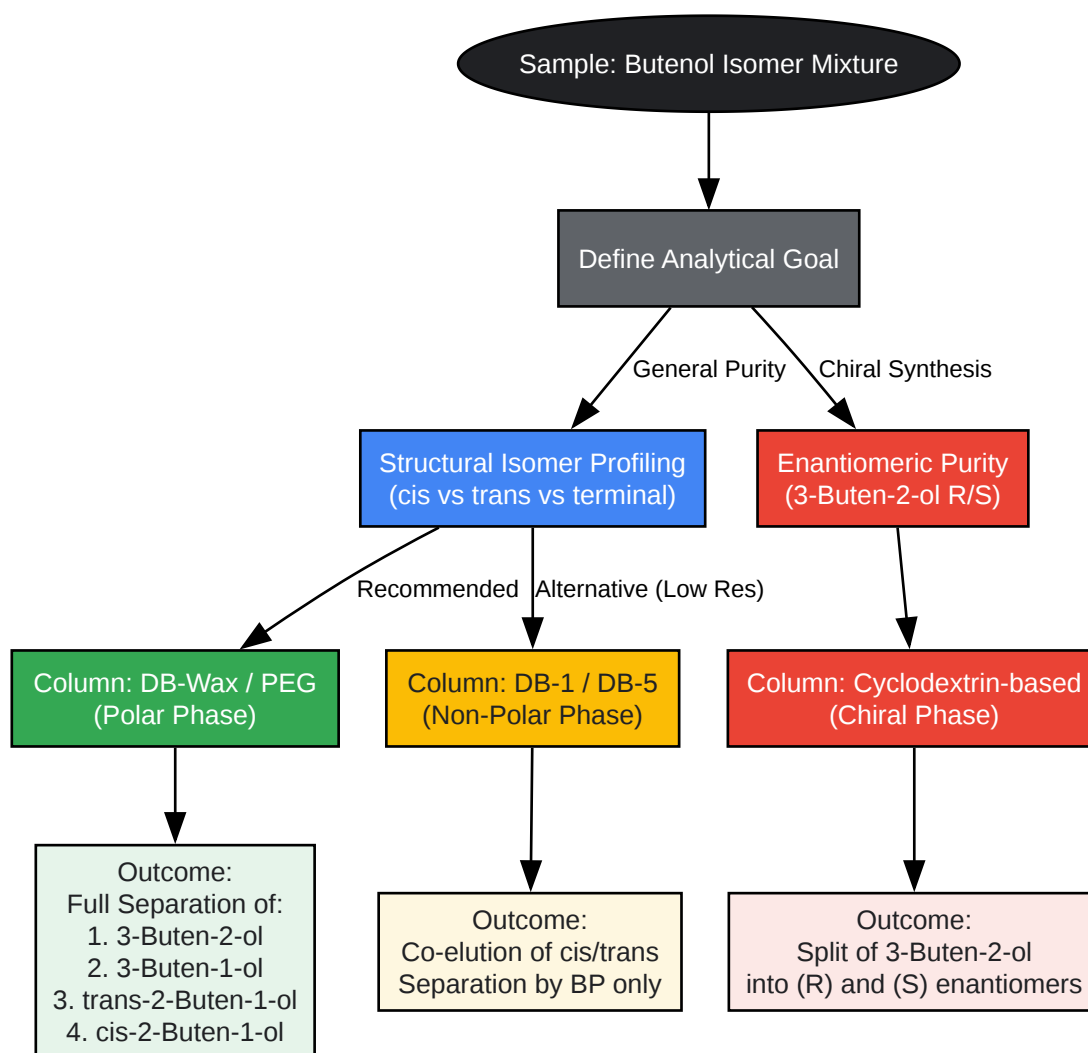 Sample: Butenol Isomer Mixture
Define Analytical Goal
General Purity
Chiral Synthesis
Structural Isomer Profiling
(cis vs trans vs terminal)
Enantiomeric Purity
(3-Buten-2-ol R/S)
Recommended
Alternative (Low Res)
Column: DB-Wax / PEG
(Polar Phase)
Column: DB-1 / DB-5
(Non-Polar Phase)
Column: Cyclodextrin-based
(Chiral Phase)
Outcome:
Full Separation of:
1. 3-Buten-2-ol
2. 3-Buten-1-ol
3. trans-2-Buten-1-ol
4. cis-2-Buten-1-ol
Outcome:
Co-elution of cis/trans
Separation by BP only
Outcome:
Split of 3-Buten-2-ol
into (R) and (S) enantiomers